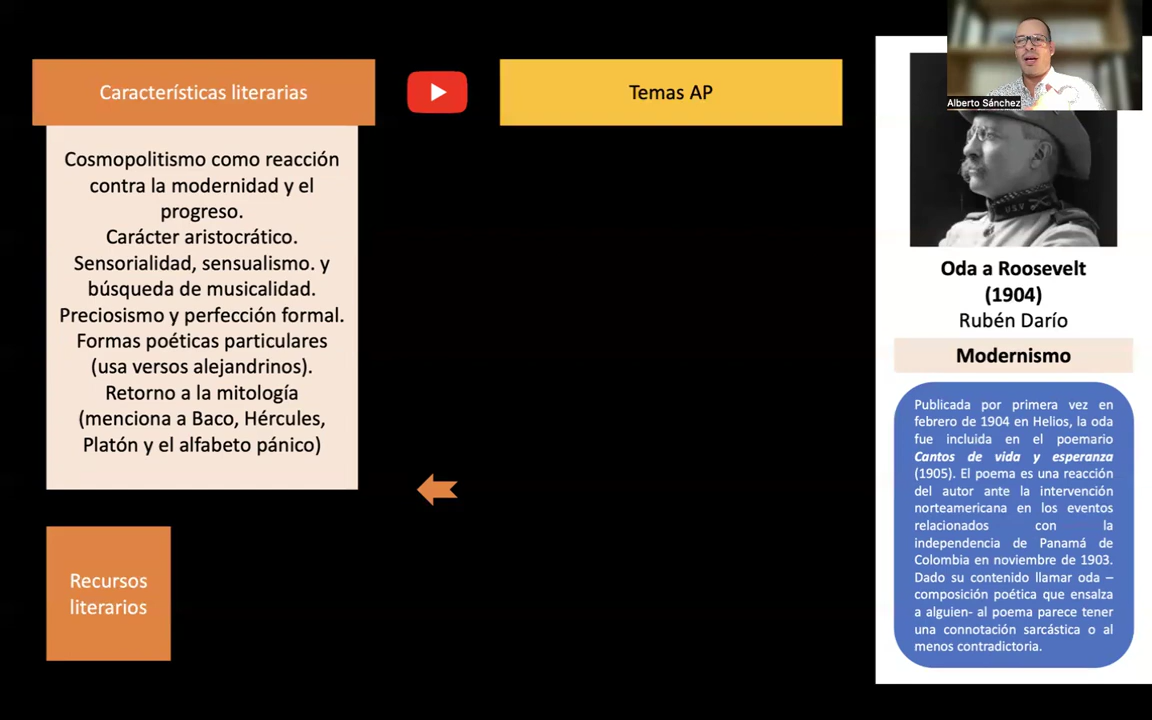 Características literarias
Cosmopolitismo como reacción
contra la modernidad y el
progreso.
Carácter aristocrático.
Sensorialidad, sensualismo. y
búsqueda de musicalidad.
Preciosismo y perfección formal.
Formas poéticas particulares
(usa versos alejandrinos).
Retorno a la mitología
(menciona a Baco, Hércules,
Platón y el alfabeto pánico)
Recursos
literarios
Temas AP
Alberto Sánchez
U.S.V
Oda a Roosevelt
(1904)
Rubén Darío
Modernismo
Publicada por primera vez en
febrero de 1904 en Helios, la oda
fue incluida en el poemario
Cantos de vida y esperanza
(1905). El poema es una reacción
del autor ante la intervención
norteamericana en los eventos
relacionados con la
independencia de Panamá de
Colombia en noviembre de 1903.
Dado su contenido llamar oda –
composición poética que ensalza
a alguien- al poema parece tener
una connotación sarcástica o al
menos contradictoria.